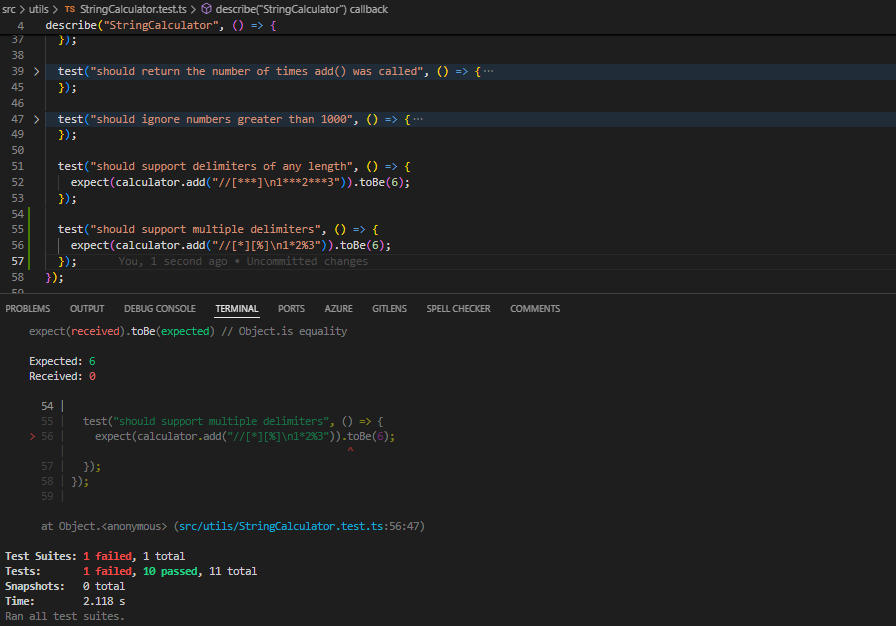 src > utils > TS StringCalculator.test.ts > describe("StringCalculator") callback
4 describe("StringCalculator", () => {
37 });
38
39 > test("should return the number of times add() was called", () => {···
45 });
46
47 > test("should ignore numbers greater than 1000", () => {···
49 });
50
51 test("should support delimiters of any length", () => {
52 expect(calculator.add("//[***]\n1***2***3")).toBe(6);
53 });
54
55 test("should support multiple delimiters", () => {
56 expect(calculator.add("//[*][%]\n1*2%3")).toBe(6);
57 }); You, 1 second ago • Uncommitted changes
58 });
59
PROBLEMS OUTPUT DEBUG CONSOLE TERMINAL PORTS AZURE GITLENS SPELL CHECKER COMMENTS
expect(received).toBe(expected) // Object.is equality
Expected: 6
Received: 0
54 |
55 | test("should support multiple delimiters", () => {
> 56 | expect(calculator.add("//[*][%]\n1*2%3")).toBe(6);
| ^
57 | });
58 | });
59 |
at Object.<anonymous> (src/utils/StringCalculator.test.ts:56:47)
Test Suites: 1 failed, 1 total
Tests: 1 failed, 10 passed, 11 total
Snapshots: 0 total
Time: 2.118 s
Ran all test suites.